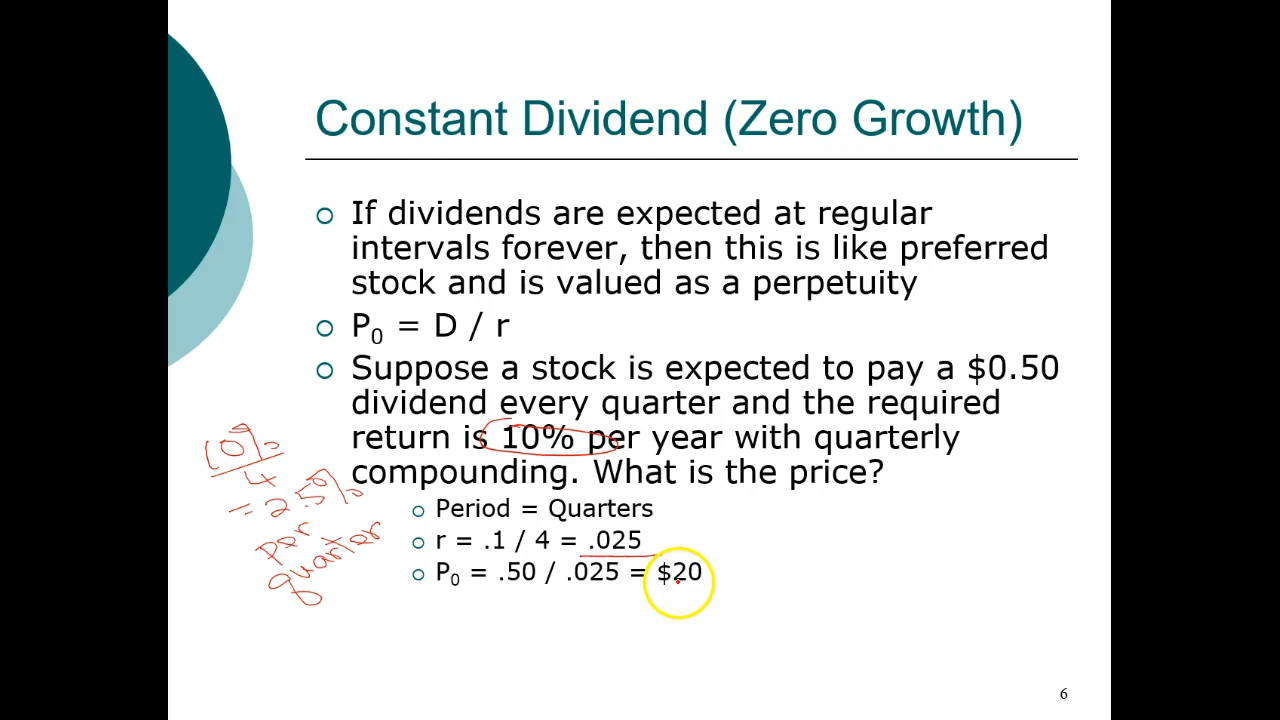 Constant Dividend (Zero Growth)
If dividends are expected at regular
intervals forever, then this is like preferred
stock and is valued as a perpetuity
P₀ = D / r
Suppose a stock is expected to pay a $0.50
dividend every quarter and the required
return is 10% per year with quarterly
compounding. What is the price?
Period = Quarters
r = .1 / 4 = .025
P₀ = .50 / .025 = $20
10%
4
= 2.5%
per
quarter
6